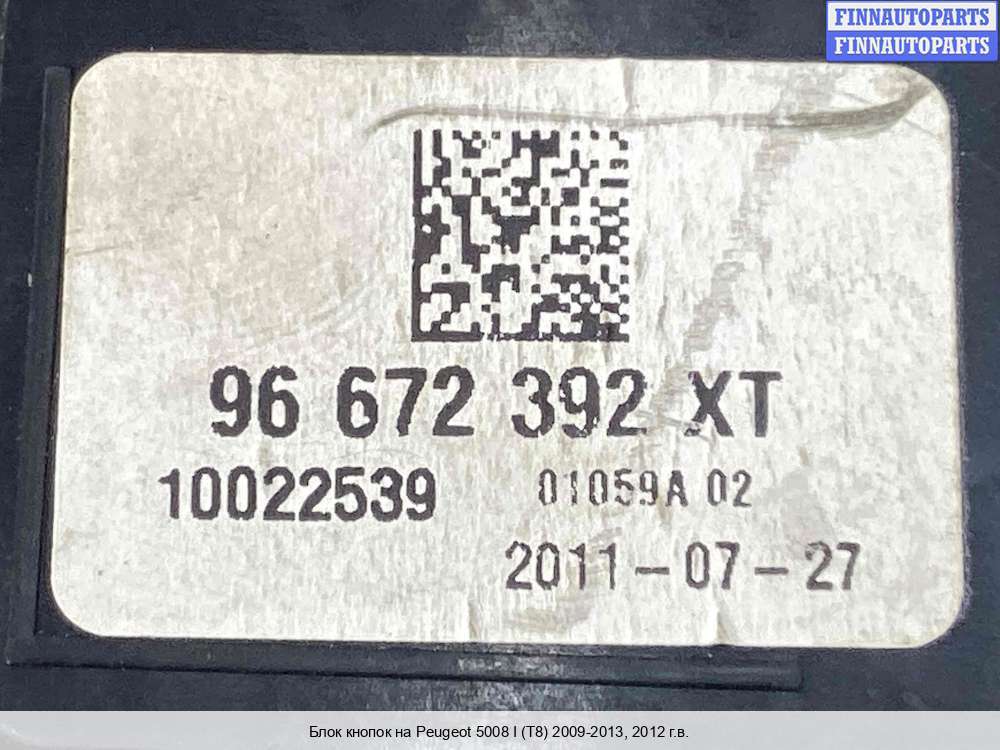 FINNAUTOPARTS
FINNAUTOPARTS
96 672 392 XT
10022539 01059A 02
2011-07-27
Блок кнопок на Peugeot 5008 I (T8) 2009-2013, 2012 г.в.